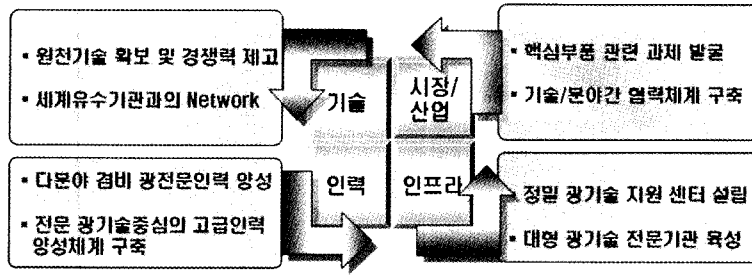 ▪ 원천기술 확보 및 경쟁력 제고
▪ 세계유수기관과의 Network
기술
시장/
산업
▪ 핵심부품 관련 과제 발굴
▪ 기술/분야간 협력체계 구축
▪ 다분야 겸비 광전문인력 양성
▪ 전문 광기술중심의 고급인력
양성체계 구축
인력
인프라
정밀 광기술 지원 센터 설립
▪ 대형 광기술 전문기관 육성